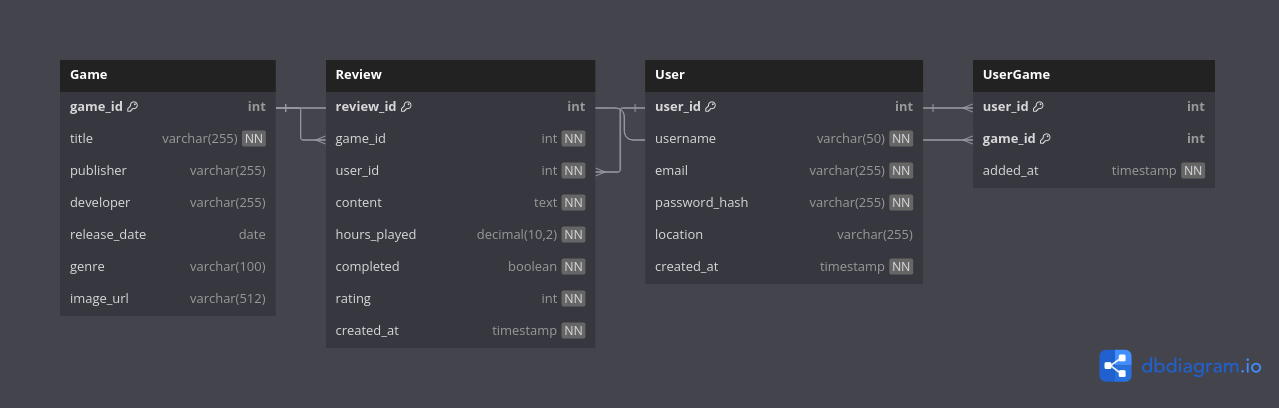 Game
game_id int
title varchar(255) NN
publisher varchar(255)
developer varchar(255)
release_date date
genre varchar(100)
image_url varchar(512)
Review
review_id int
game_id int NN
user_id int NN
content text NN
hours_played decimal(10,2) NN
completed boolean NN
rating int NN
created_at timestamp NN
User
user_id int
username varchar(50) NN
email varchar(255) NN
password_hash varchar(255) NN
location varchar(255)
created_at timestamp NN
UserGame
user_id int
game_id int
added_at timestamp NN
dbdiagram.io